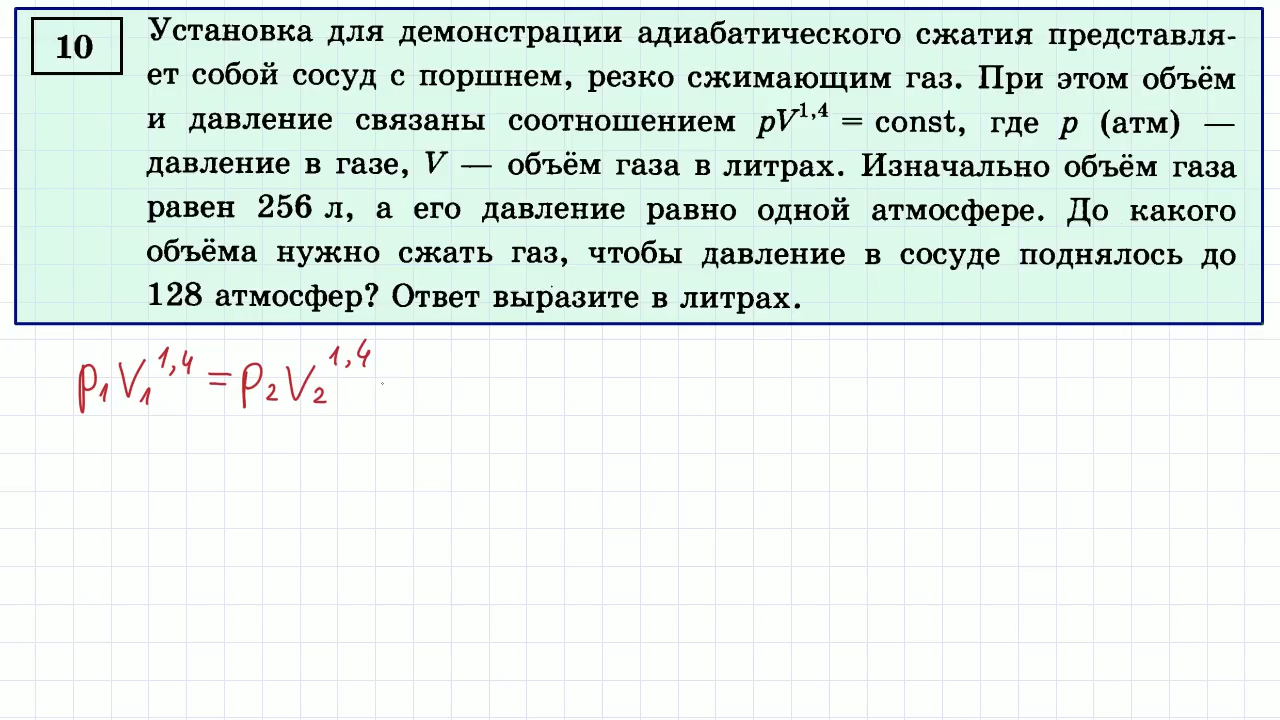 10
Установка для демонстрации адиабатического сжатия представля-
ет собой сосуд с поршнем, резко сжимающим газ. При этом объём
и давление связаны соотношением pV^1,4 = const, где p (атм) —
давление в газе, V — объём газа в литрах. Изначально объём газа
равен 256 л, а его давление равно одной атмосфере. До какого
объёма нужно сжать газ, чтобы давление в сосуде поднялось до
128 атмосфер? Ответ выразите в литрах.
p₁V₁^1,4 = p₂V₂^1,4